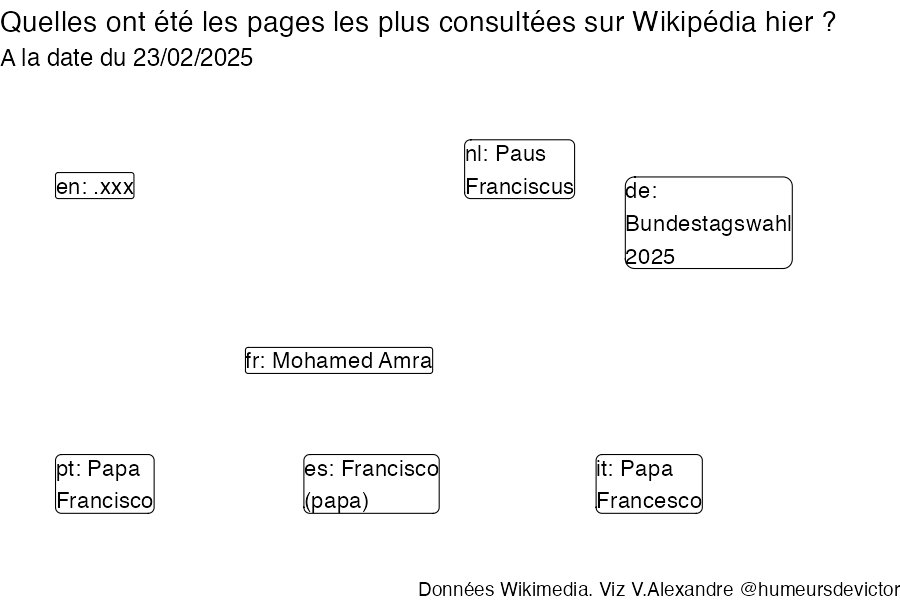 Quelles ont été les pages les plus consultées sur Wikipédia hier ?
A la date du 23/02/2025
nl: Paus
Franciscus
en: .xxx
de:
Bundestagswahl
2025
fr: Mohamed Amra
pt: Papa
Francisco
es: Francisco
(papa)
it: Papa
Francesco
Données Wikimedia. Viz V.Alexandre @humeursdevictor